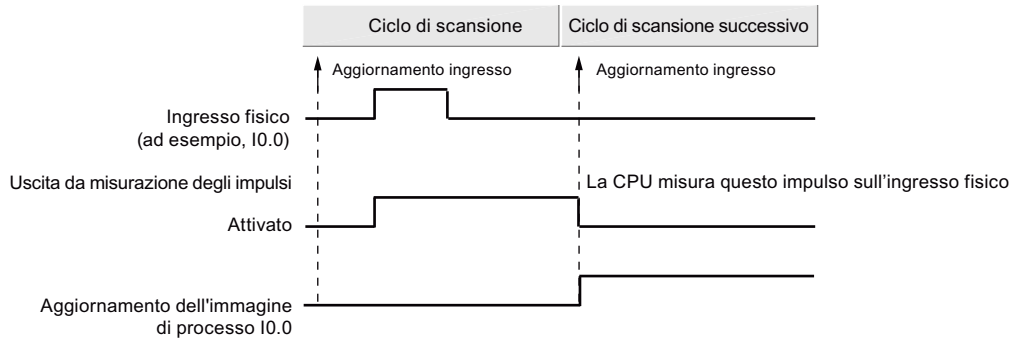 Ciclo di scansione
Ciclo di scansione successivo
Aggiornamento ingresso
Aggiornamento ingresso
Ingresso fisico
(ad esempio, I0.0)
Uscita da misurazione degli impulsi
La CPU misura questo impulso sull'ingresso fisico
Attivato
Aggiornamento dell'immagine
di processo I0.0